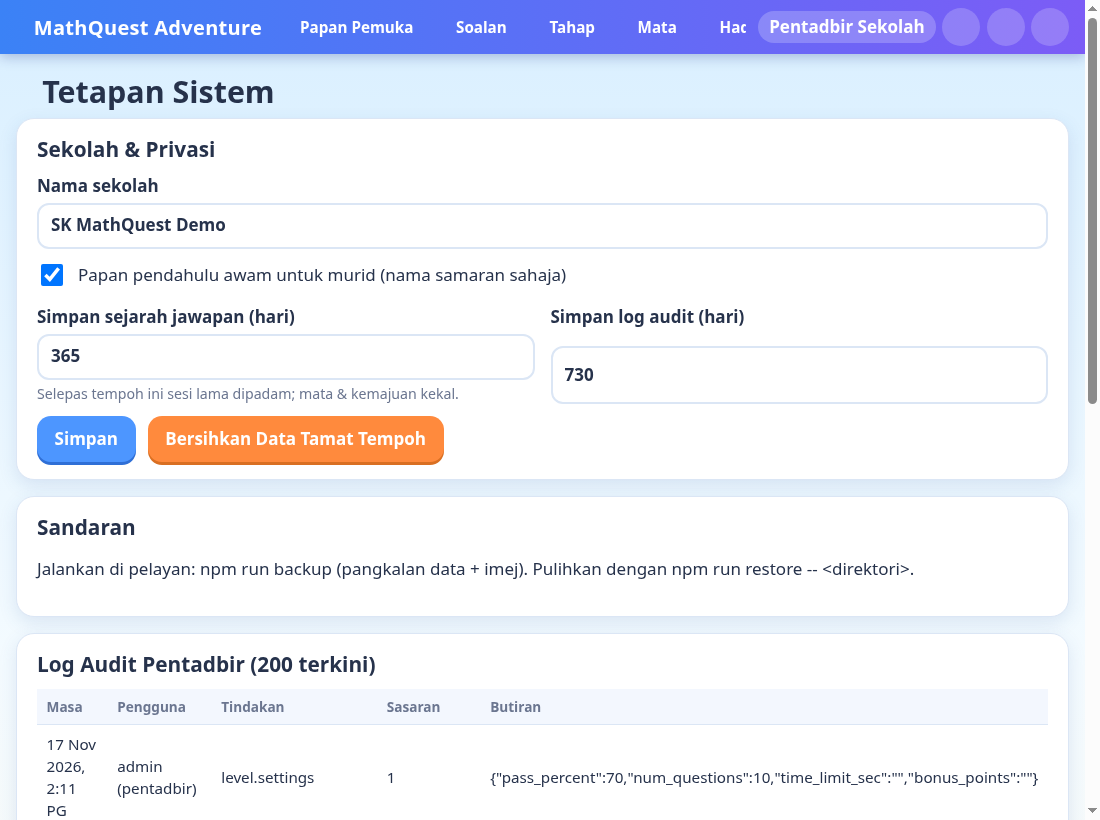 MathQuest Adventure
Papan Pemuka
Soalan
Tahap
Mata
Pentadbir Sekolah
Tetapan Sistem
Sekolah & Privasi
Nama sekolah
SK MathQuest Demo
Papan pendahulu awam untuk murid (nama samaran sahaja)
Simpan sejarah jawapan (hari)
Simpan log audit (hari)
365
730
Selepas tempoh ini sesi lama dipadam; mata & kemajuan kekal.
Simpan
Bersihkan Data Tamat Tempoh
Sandaran
Jalankan di pelayan: npm run backup (pangkalan data + imej). Pulihkan dengan npm run restore -- <direktori>.
Log Audit Pentadbir (200 terkini)
Masa
Pengguna
Tindakan
Sasaran
Butiran
17 Nov
2026,
2:11
PG
admin
(pentadbir)
level.settings
1
{"pass_percent":70,"num_questions":10,"time_limit_sec":"","bonus_points":""}